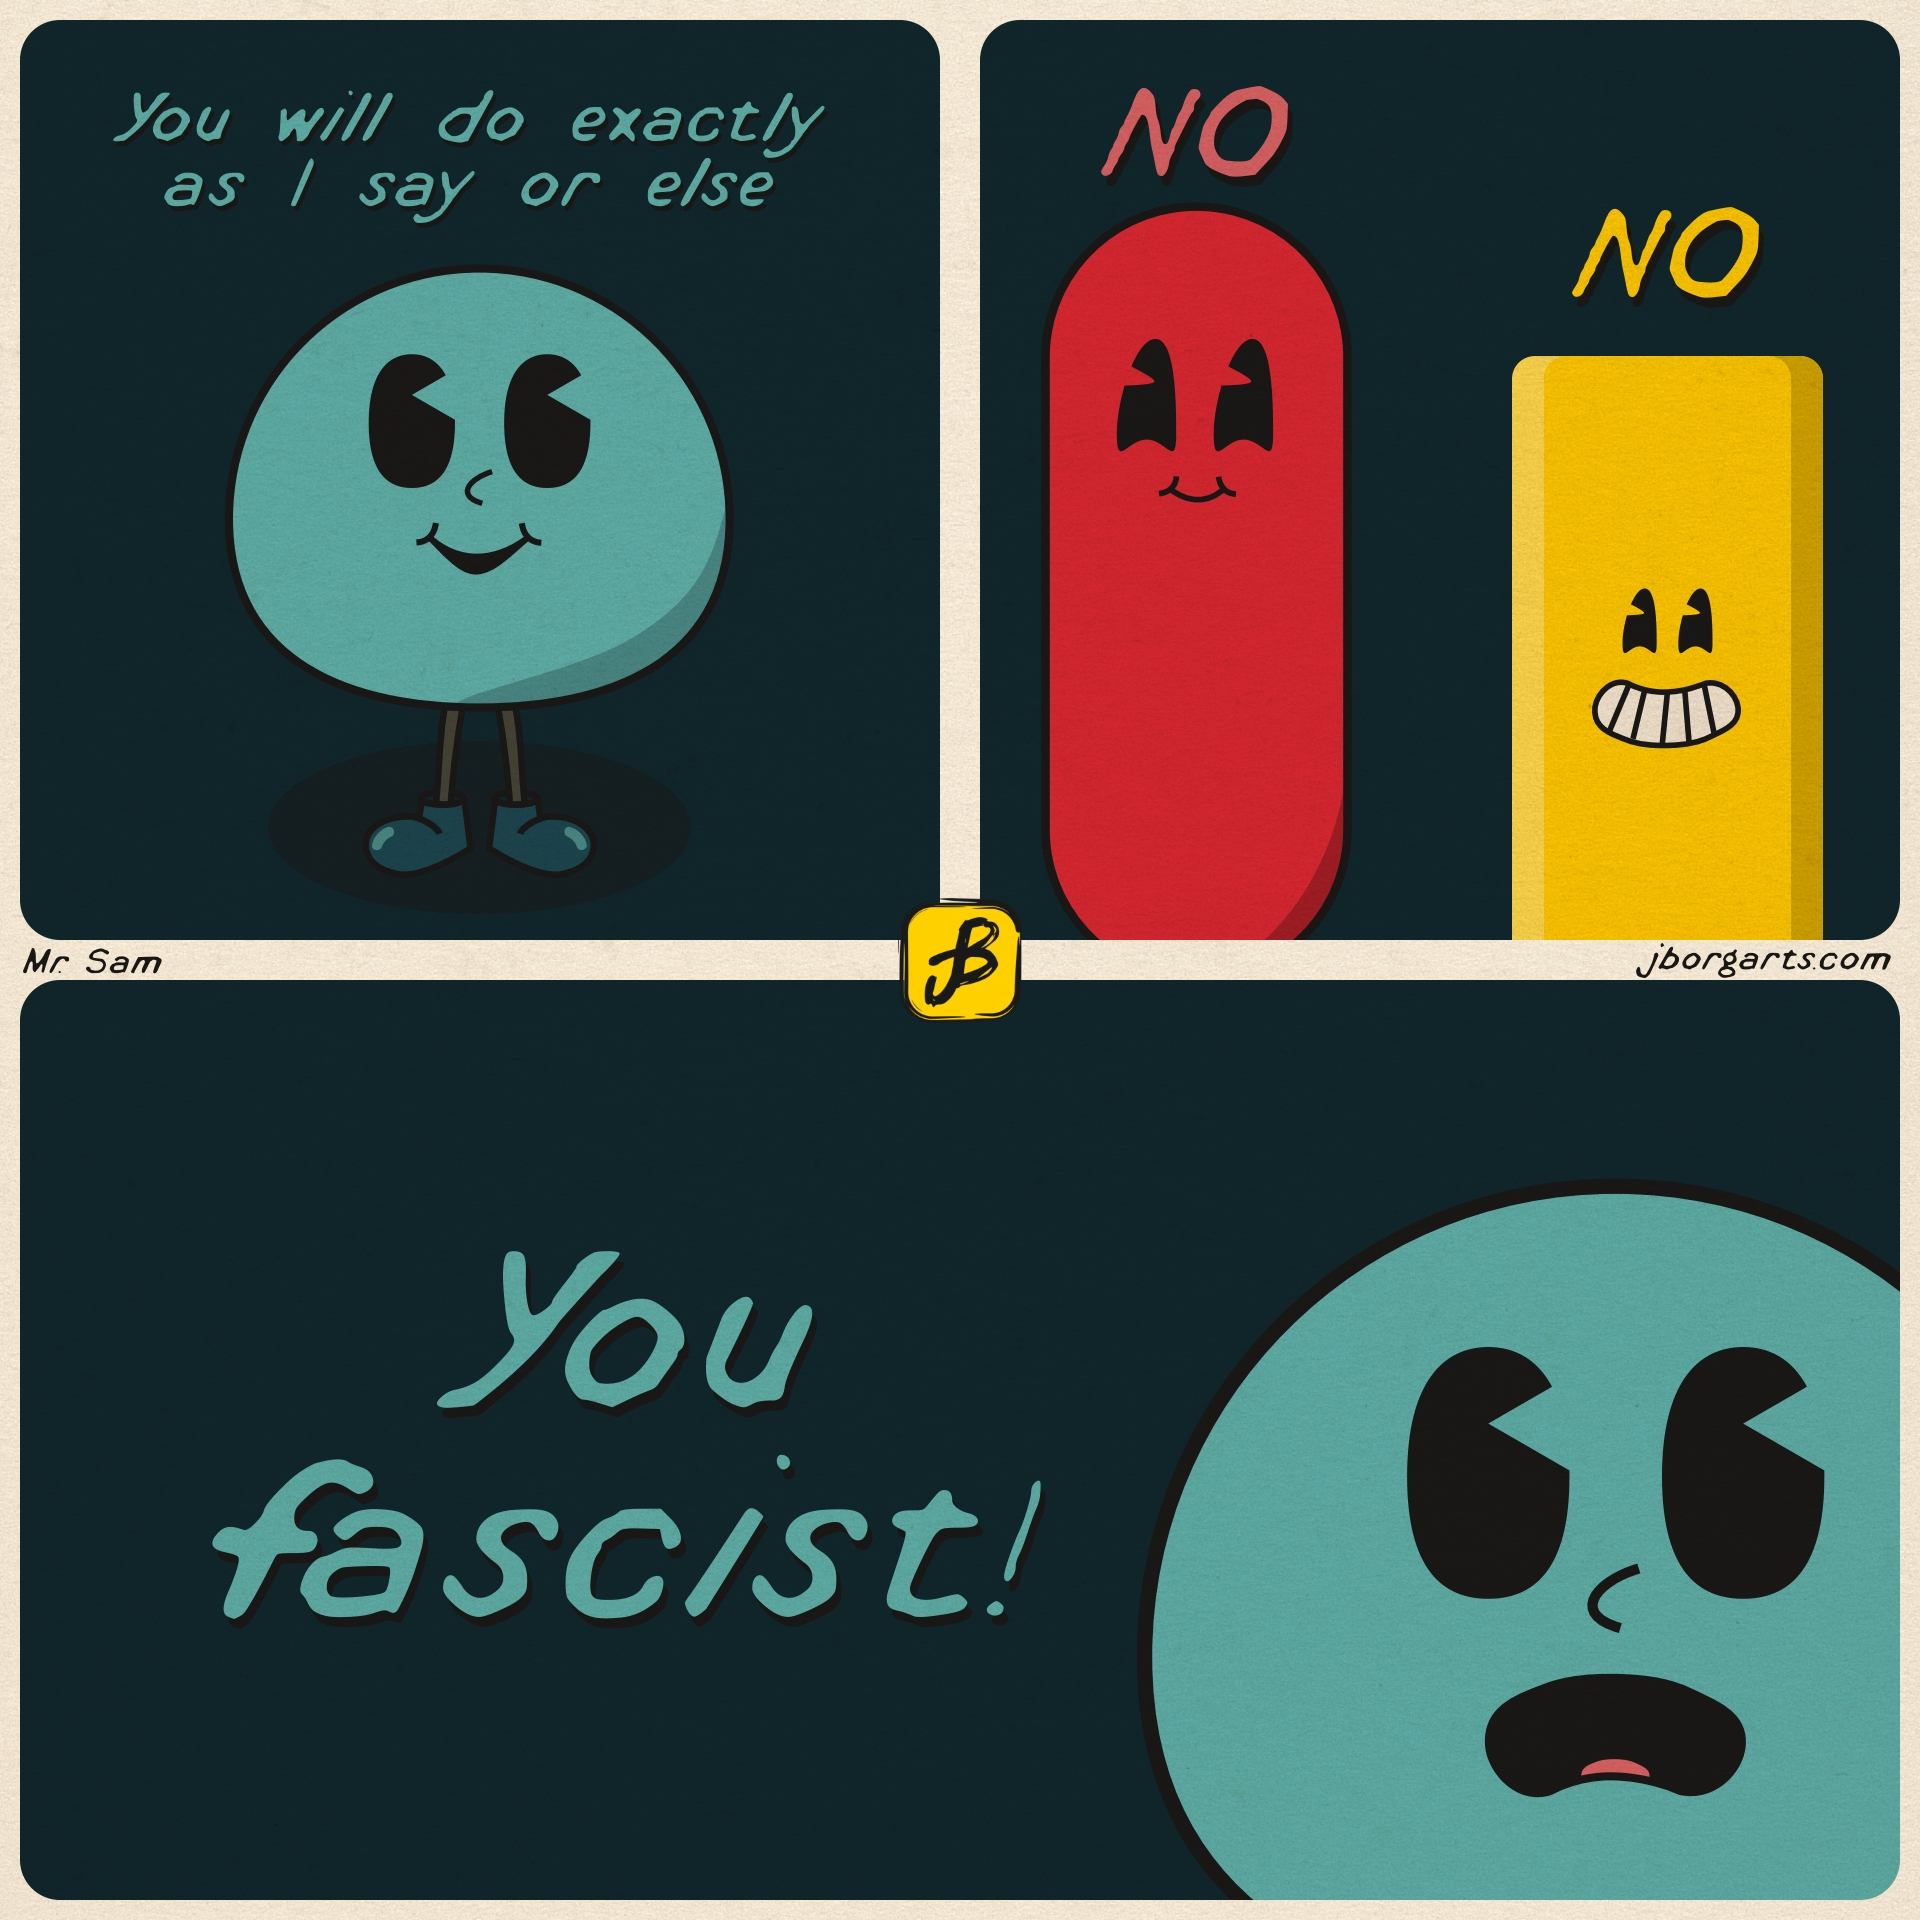 You will do exactly
as I say or else
NO
NO
Mr. Sam
B
jborgarts.com
You
fascist!